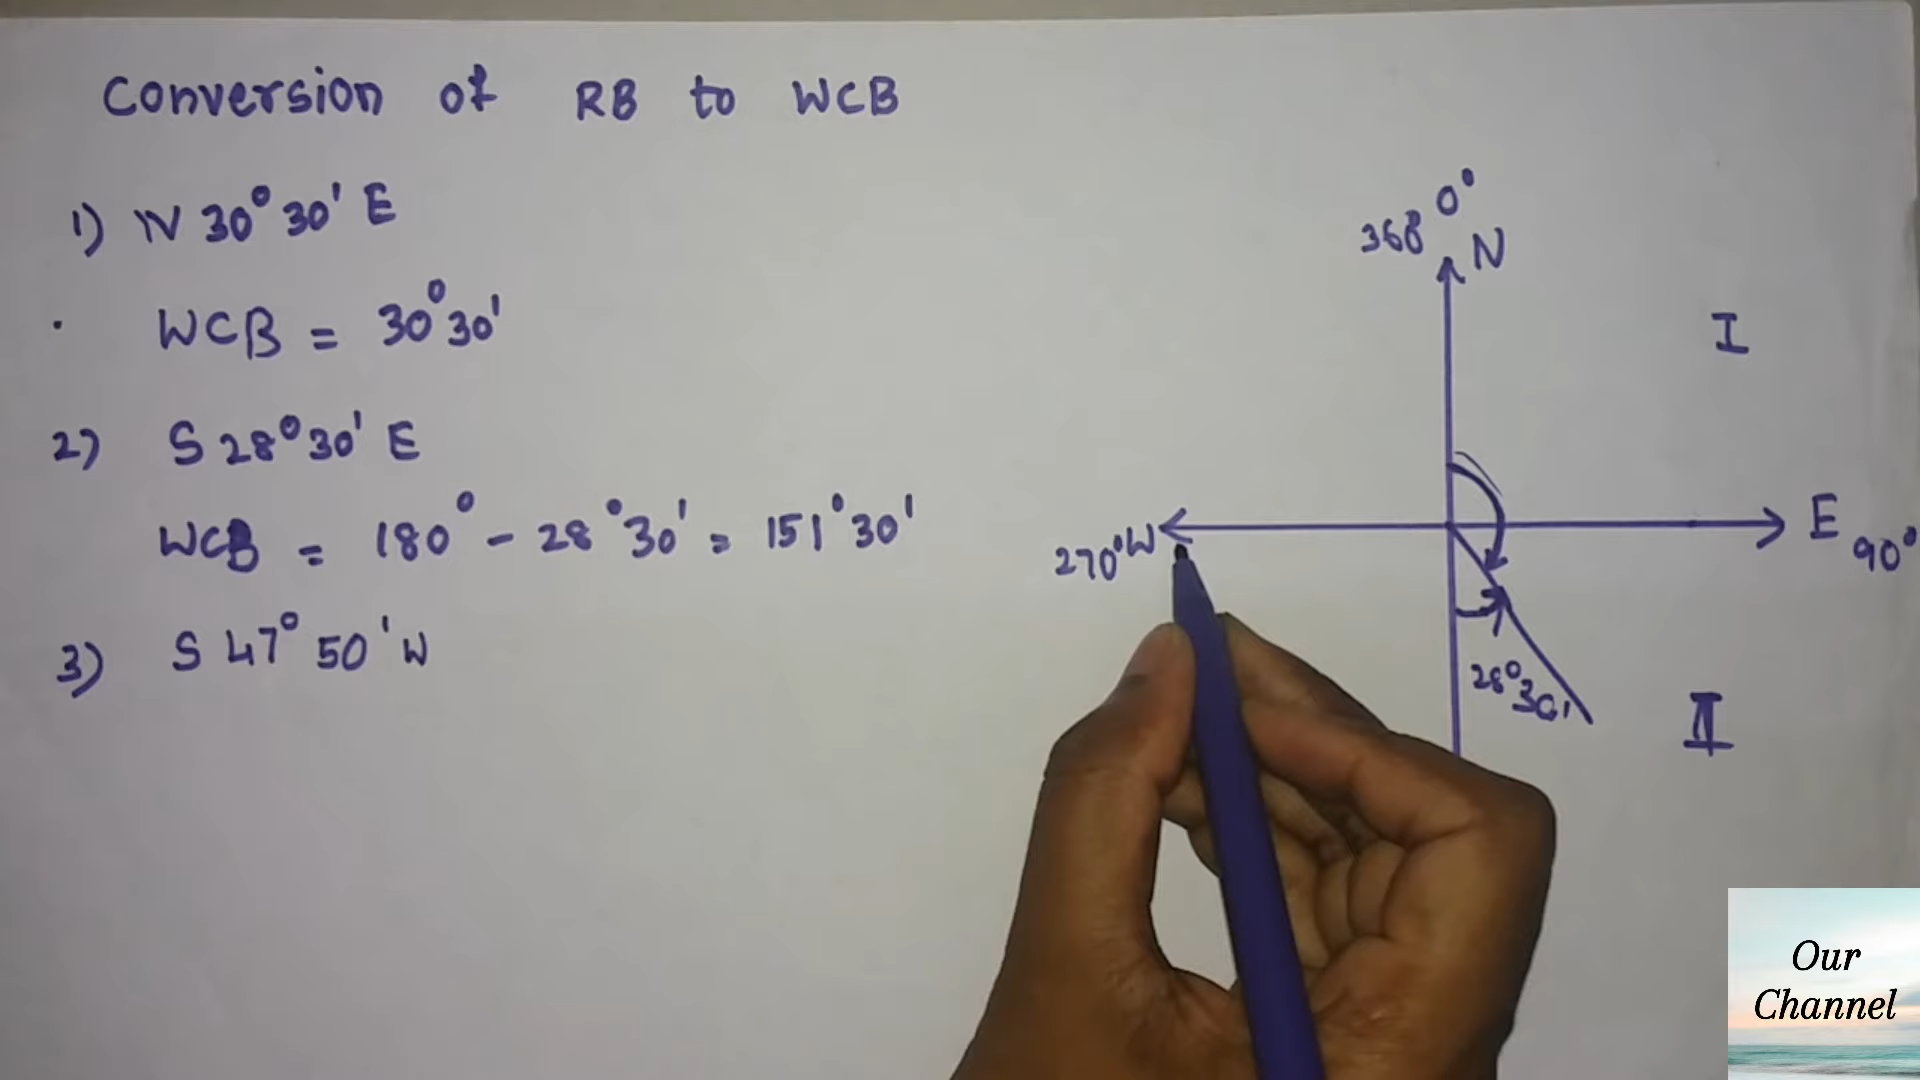 Conversion of RB to WCB
1) N 30° 30' E
WCB = 30° 30'
2) S 28° 30' E
WCB = 180° - 28° 30' = 151° 30'
3) S 47° 50' W
0°
360° N
I
E 90°
270° W
28° 30'
II
Our
Channel